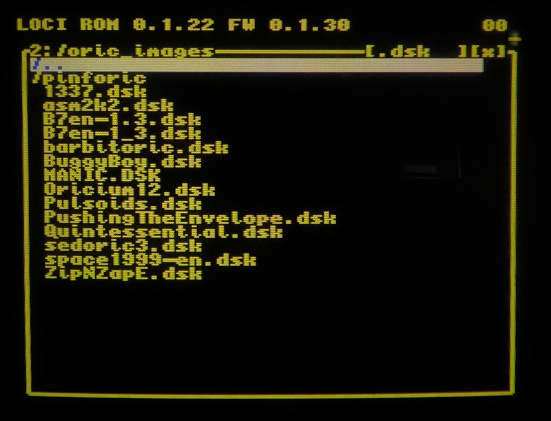 LOCI ROM 0.1.22 FW 0.1.30 00
2:/oric_images [.dsk ][x]
/..
/pinforic
1337.dsk
asm2k2.dsk
B7en-1.3.dsk
B7en-1_3.dsk
barbitoric.dsk
BuggyBoy.dsk
MANIC.DSK
Oricium12.dsk
Pulsoids.dsk
PushingTheEnvelope.dsk
Quintessential.dsk
sedoric3.dsk
space1999-en.dsk
ZipNZapE.dsk